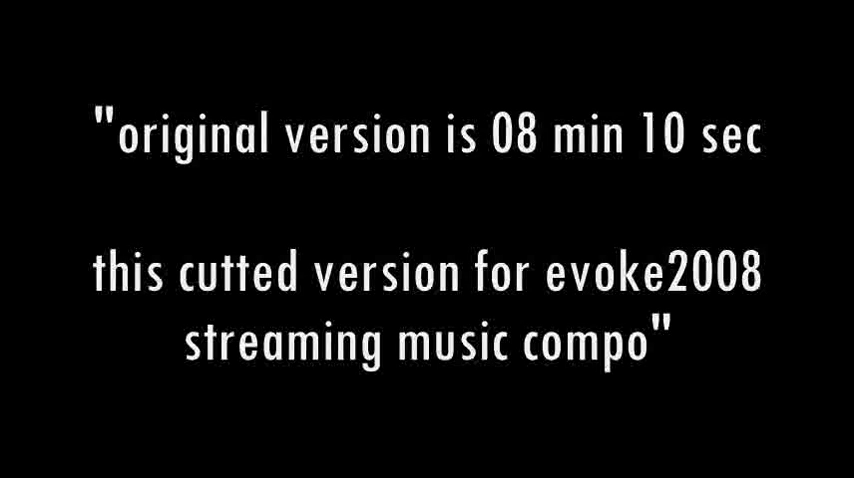 "original version is 08 min 10 sec
this cutted version for evoke2008
streaming music compo"